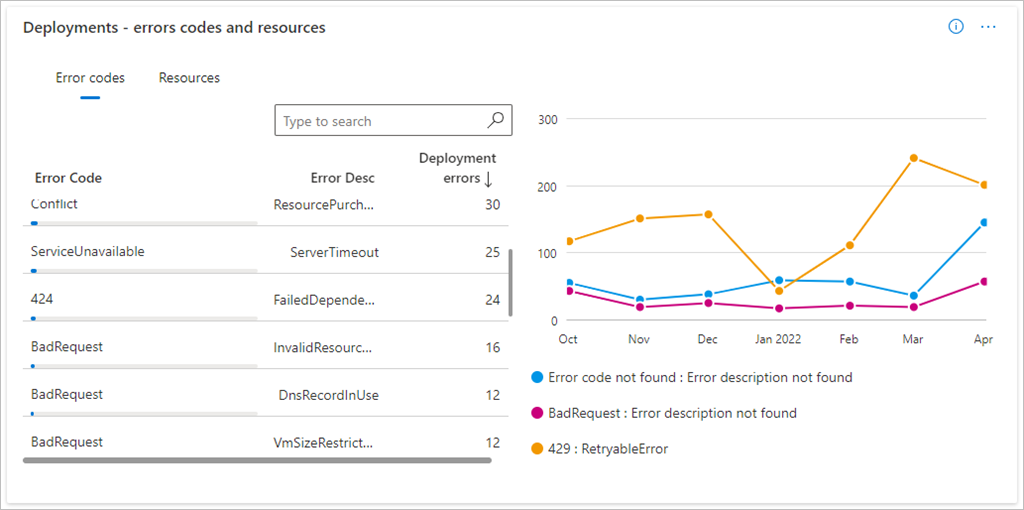 Deployments - errors codes and resources
Error codes Resources
Type to search
Error Code Error Desc Deployment errors ↓
Conflict ResourcePurch... 30
ServiceUnavailable ServerTimeout 25
424 FailedDepende... 24
BadRequest InvalidResourc... 16
BadRequest DnsRecordInUse 12
BadRequest VmSizeRestrict... 12
300
200
100
0
Oct Nov Dec Jan 2022 Feb Mar Apr
Error code not found : Error description not found
BadRequest : Error description not found
429 : RetryableError